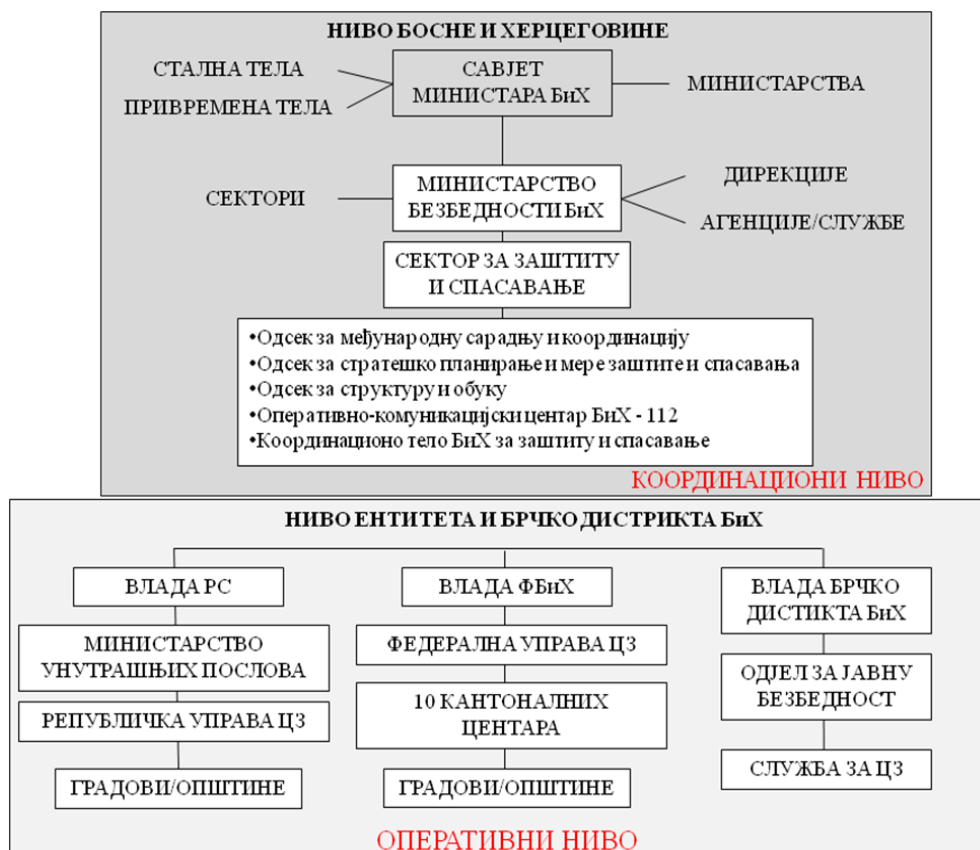 НИВО БОСНЕ И ХЕРЦЕГОВИНЕ
СТАЛНА ТЕЛА
ПРИВРЕМЕНА ТЕЛА
САВЈЕТ
МИНИСТАРА БиХ
МИНИСТАРСТВА
СЕКТОРИ
МИНИСТАРСТВО
БЕЗБЕДНОСТИ БиХ
ДИРЕКЦИЈЕ
АГЕНЦИЈЕ/СЛУЖБЕ
СЕКТОР ЗА ЗАШТИТУ
И СПАСАВАЊЕ
•Одсек за међународну сарадњу и координацију
•Одсек за стратешко планирање и мере заштите и спасавања
•Одсек за структуру и обуку
•Оперативно-комуникацијски центар БиХ - 112
•Координационо тело БиХ за заштиту и спасавање
КООРДИНАЦИОНИ НИВО
НИВО ЕНТИТЕТА И БРЧКО ДИСТРИКТА БиХ
ВЛАДА РС
МИНИСТАРСТВО
УНУТРАШЊИХ ПОСЛОВА
РЕПУБЛИЧКА УПРАВА ЦЗ
ГРАДОВИ/ОПШТИНЕ
ВЛАДА ФБиХ
ФЕДЕРАЛНА УПРАВА ЦЗ
10 КАНТОНАЛНИХ
ЦЕНТАРА
ГРАДОВИ/ОПШТИНЕ
ВЛАДА БРЧКО
ДИСТИКТА БиХ
ОДЈЕЛ ЗА ЈАВНУ
БЕЗБЕДНОСТ
СЛУЖБА ЗА ЦЗ
ОПЕРАТИВНИ НИВО